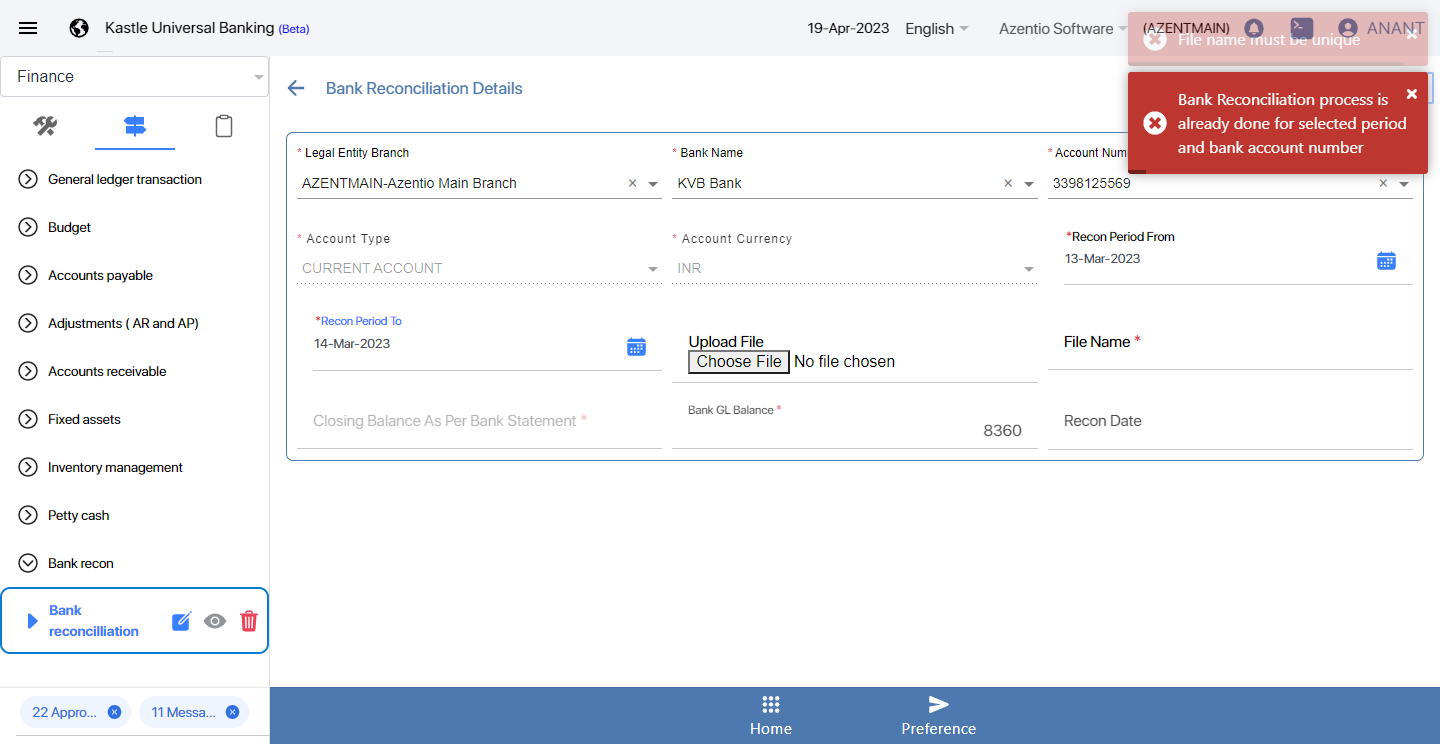 Kastle Universal Banking (Beta)
19-Apr-2023
English
Azentio Software
(AZENTMAIN)
ANANT
File name must be unique
Bank Reconciliation process is
already done for selected period
and bank account number
Finance
General ledger transaction
Budget
Accounts payable
Adjustments ( AR and AP)
Accounts receivable
Fixed assets
Inventory management
Petty cash
Bank recon
Bank
reconcilliation
22 Appro...
11 Messa...
Bank Reconciliation Details
* Legal Entity Branch
AZENTMAIN-Azentio Main Branch
* Bank Name
KVB Bank
* Account Num
3398125569
* Account Type
CURRENT ACCOUNT
* Account Currency
INR
*Recon Period From
13-Mar-2023
*Recon Period To
14-Mar-2023
Upload File
Choose File No file chosen
File Name *
Closing Balance As Per Bank Statement *
Bank GL Balance *
8360
Recon Date
Home
Preference